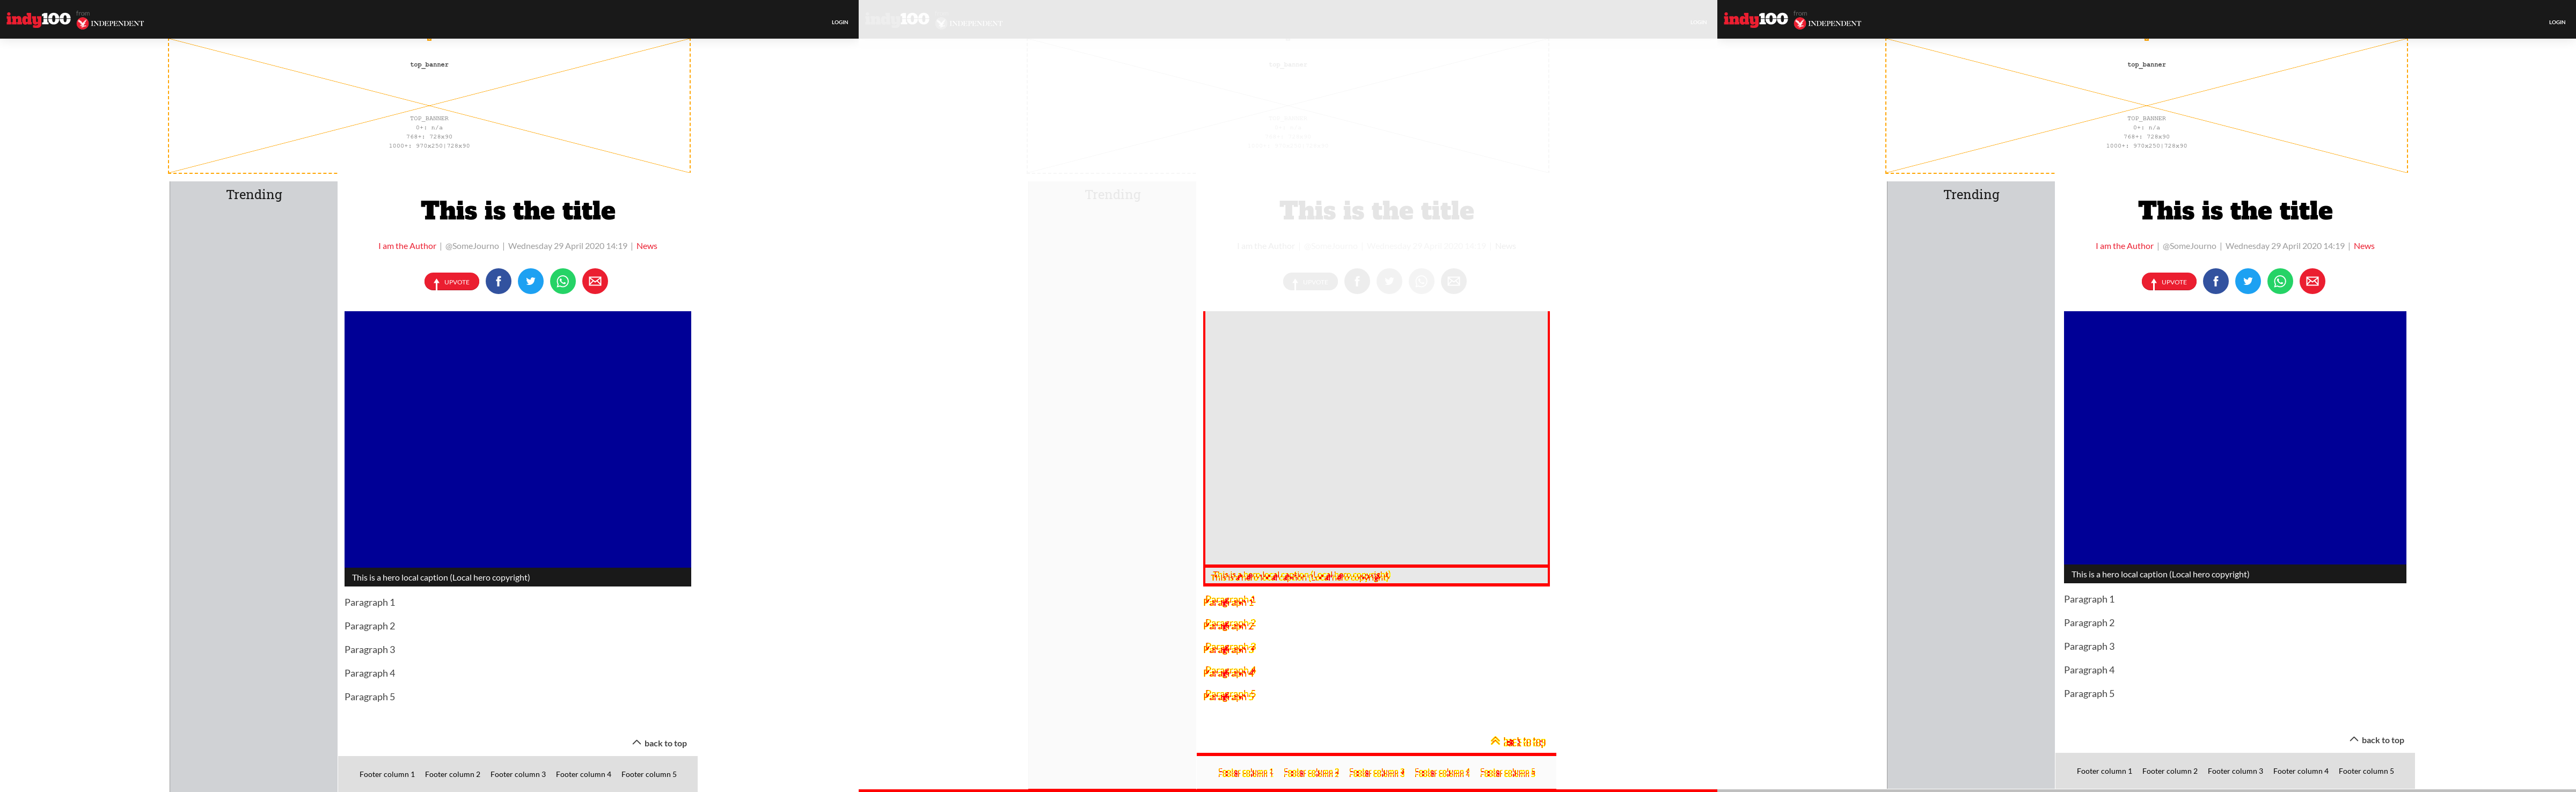 indy100 from INDEPENDENT
LOGIN
top_banner
TOP_BANNER
0+: n/a
768+: 728x90
1000+: 970x250|728x90
Trending
This is the title
I am the Author | @SomeJourno | Wednesday 29 April 2020 14:19 | News
UPVOTE
This is a hero local caption (Local hero copyright)
Paragraph 1
Paragraph 2
Paragraph 3
Paragraph 4
Paragraph 5
back to top
Footer column 1 Footer column 2 Footer column 3 Footer column 4 Footer column 5
indy100 INDEPENDENT
LOGIN
top_banner
Trending
This is the title
I am the Author | @SomeJourno | Wednesday 29 April 2020 14:19 | News
UPVOTE
This is a hero local caption (Local hero copyright)
Paragraph 1
Paragraph 2
Paragraph 3
Paragraph 4
Paragraph 5
back to top
Footer column 1 Footer column 2 Footer column 3 Footer column 4 Footer column 5
indy100 from INDEPENDENT
LOGIN
top_banner
TOP_BANNER
0+: n/a
768+: 728x90
1000+: 970x250|728x90
Trending
This is the title
I am the Author | @SomeJourno | Wednesday 29 April 2020 14:19 | News
UPVOTE
This is a hero local caption (Local hero copyright)
Paragraph 1
Paragraph 2
Paragraph 3
Paragraph 4
Paragraph 5
back to top
Footer column 1 Footer column 2 Footer column 3 Footer column 4 Footer column 5